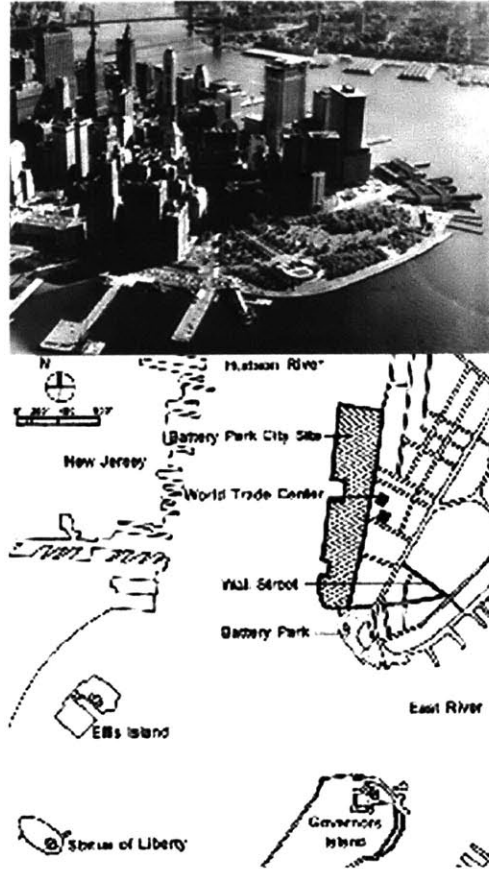 Hudson River
N
Battery Park City Site
New Jersey
World Trade Center
Wall Street
Battery Park
East River
Ellis Island
Governors
Island
Statue of Liberty